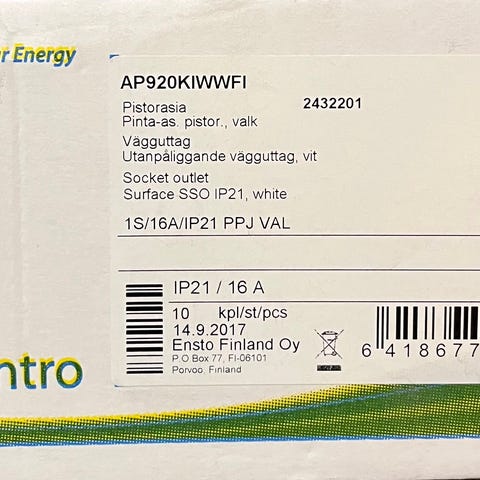 r Energy
AP920KIWWFI
Pistorasia 2432201
Pinta-as. pistor., valk
Vägguttag
Utanpåliggande vägguttag, vit
Socket outlet
Surface SSO IP21, white
1S/16A/IP21 PPJ VAL
IP21 / 16 A
10 kpl/st/pcs
14.9.2017
Ensto Finland Oy
P.O.Box 77, FI-06101
Porvoo, Finland
6 418677
ntro